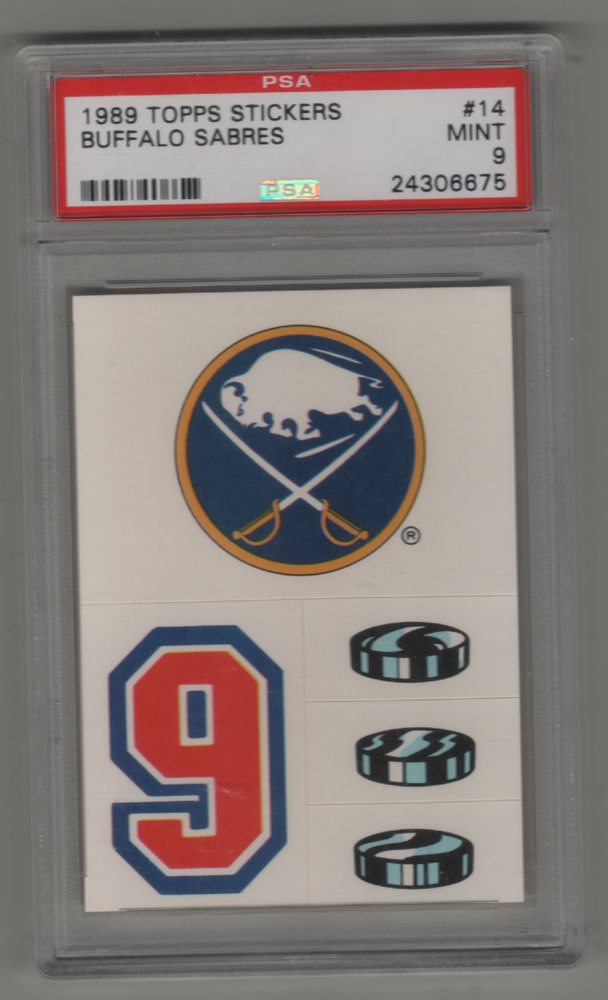 PSA
1989 TOPPS STICKERS #14
BUFFALO SABRES MINT
9
PSA 24306675
®
9